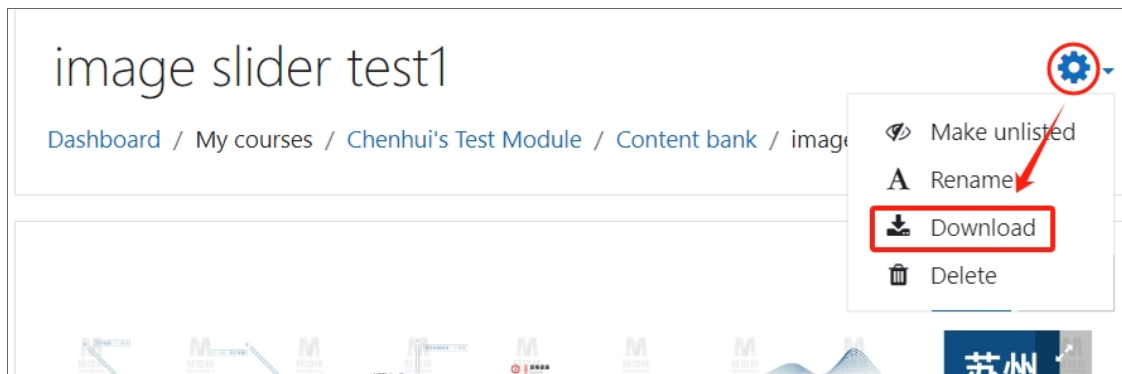 image slider test1
Dashboard / My courses / Chenhui's Test Module / Content bank / image
Make unlisted
Rename
Download
Delete
苏州